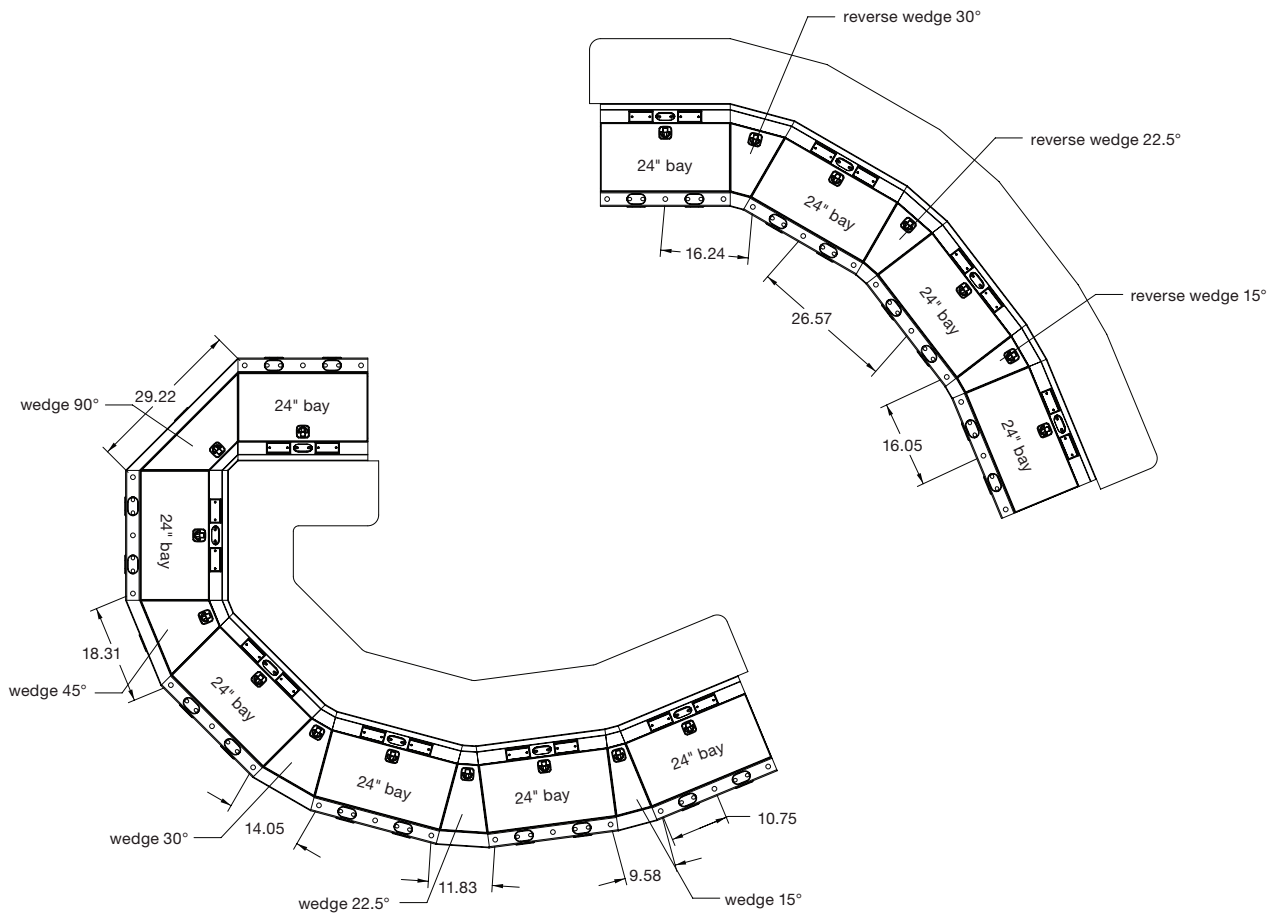 reverse wedge 30°
reverse wedge 22.5°
24" bay
24" bay
16.24
24" bay
reverse wedge 15°
26.57
29.22
wedge 90°
24" bay
24" bay
16.05
24" bay
18.31
wedge 45°
24" bay
24" bay
24" bay
24" bay
10.75
wedge 30°
14.05
9.58
11.83
wedge 22.5°
wedge 15°